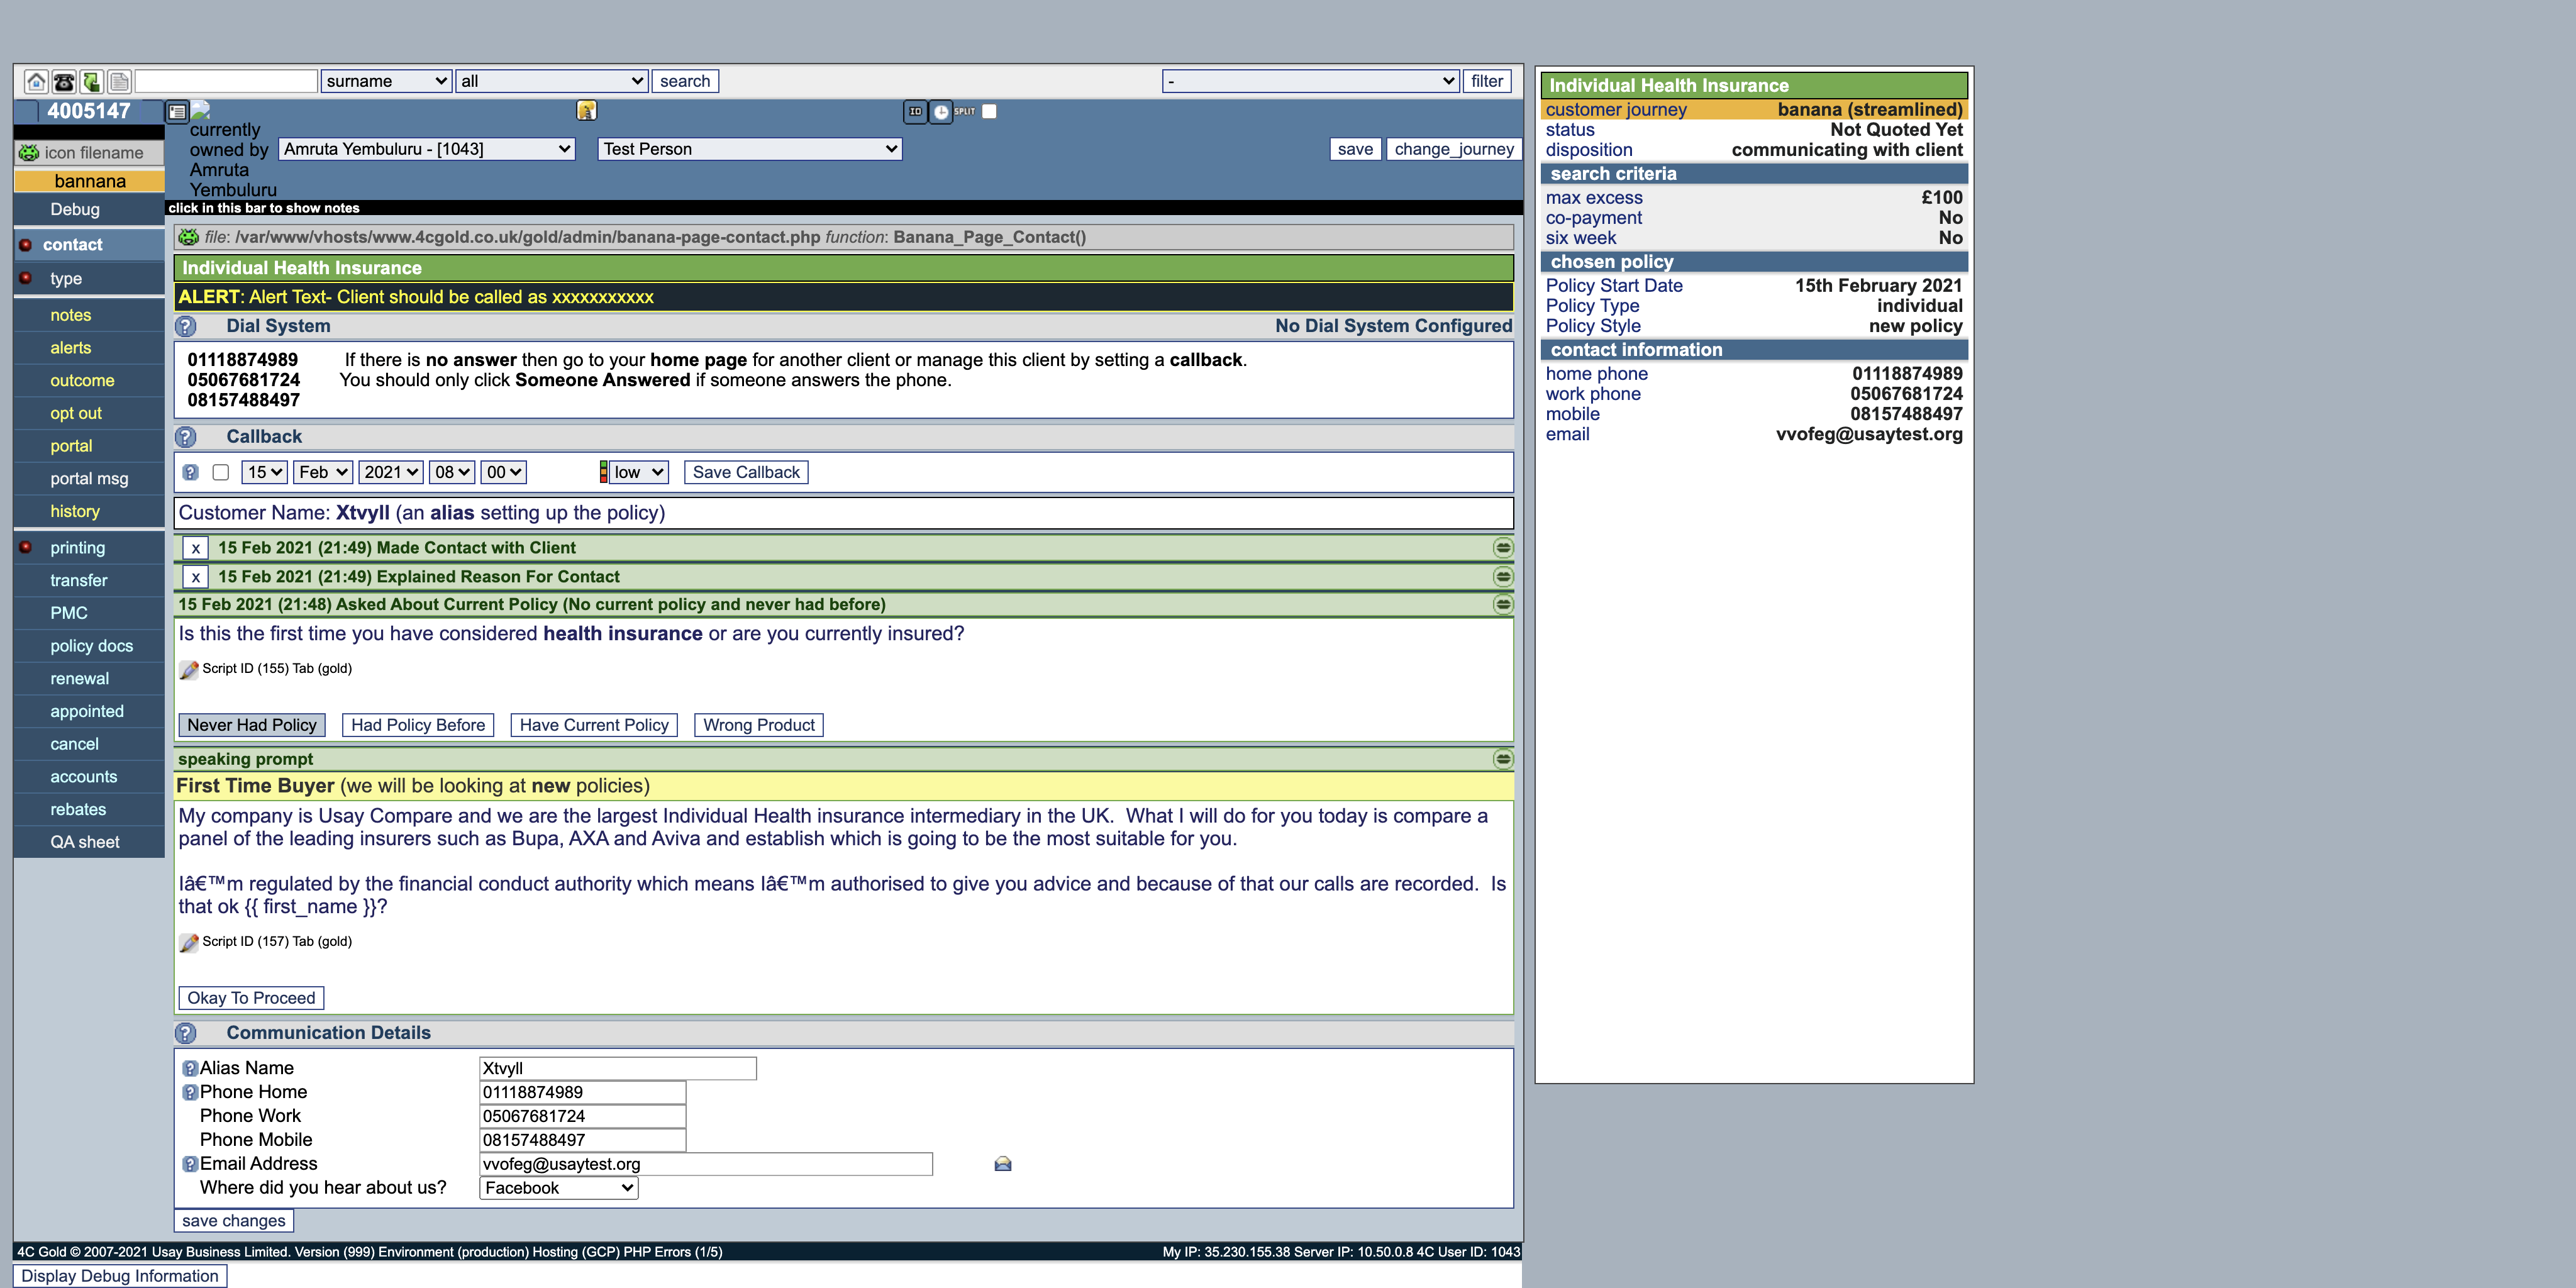 surname all search - filter
4005147
currently owned by Amruta Yembuluru
Amruta Yembuluru - [1043] Test Person save change_journey
IO SPLIT
icon filename
bannana
Debug
contact
type
notes
alerts
outcome
opt out
portal
portal msg
history
printing
transfer
PMC
policy docs
renewal
appointed
cancel
accounts
rebates
QA sheet
click in this bar to show notes
file: /var/www/vhosts/www.4cgold.co.uk/gold/admin/banana-page-contact.php function: Banana_Page_Contact()
Individual Health Insurance
ALERT: Alert Text- Client should be called as xxxxxxxxxxx
? Dial System No Dial System Configured
01118874989 If there is no answer then go to your home page for another client or manage this client by setting a callback.
05067681724 You should only click Someone Answered if someone answers the phone.
08157488497
? Callback
? 15 Feb 2021 08 00 low Save Callback
Customer Name: Xtvyll (an alias setting up the policy)
x 15 Feb 2021 (21:49) Made Contact with Client
x 15 Feb 2021 (21:49) Explained Reason For Contact
15 Feb 2021 (21:48) Asked About Current Policy (No current policy and never had before)
Is this the first time you have considered health insurance or are you currently insured?
Script ID (155) Tab (gold)
Never Had Policy Had Policy Before Have Current Policy Wrong Product
speaking prompt
First Time Buyer (we will be looking at new policies)
My company is Usay Compare and we are the largest Individual Health insurance intermediary in the UK. What I will do for you today is compare a
panel of the leading insurers such as Bupa, AXA and Aviva and establish which is going to be the most suitable for you.
Iâ€™m regulated by the financial conduct authority which means Iâ€™m authorised to give you advice and because of that our calls are recorded. Is
that ok {{ first_name }}?
Script ID (157) Tab (gold)
Okay To Proceed
? Communication Details
? Alias Name Xtvyll
? Phone Home 01118874989
Phone Work 05067681724
Phone Mobile 08157488497
? Email Address vvofeg@usaytest.org
Where did you hear about us? Facebook
save changes
4C Gold © 2007-2021 Usay Business Limited. Version (999) Environment (production) Hosting (GCP) PHP Errors (1/5) My IP: 35.230.155.38 Server IP: 10.50.0.8 4C User ID: 1043
Display Debug Information
Individual Health Insurance
customer journey banana (streamlined)
status Not Quoted Yet
disposition communicating with client
search criteria
max excess £100
co-payment No
six week No
chosen policy
Policy Start Date 15th February 2021
Policy Type individual
Policy Style new policy
contact information
home phone 01118874989
work phone 05067681724
mobile 08157488497
email vvofeg@usaytest.org